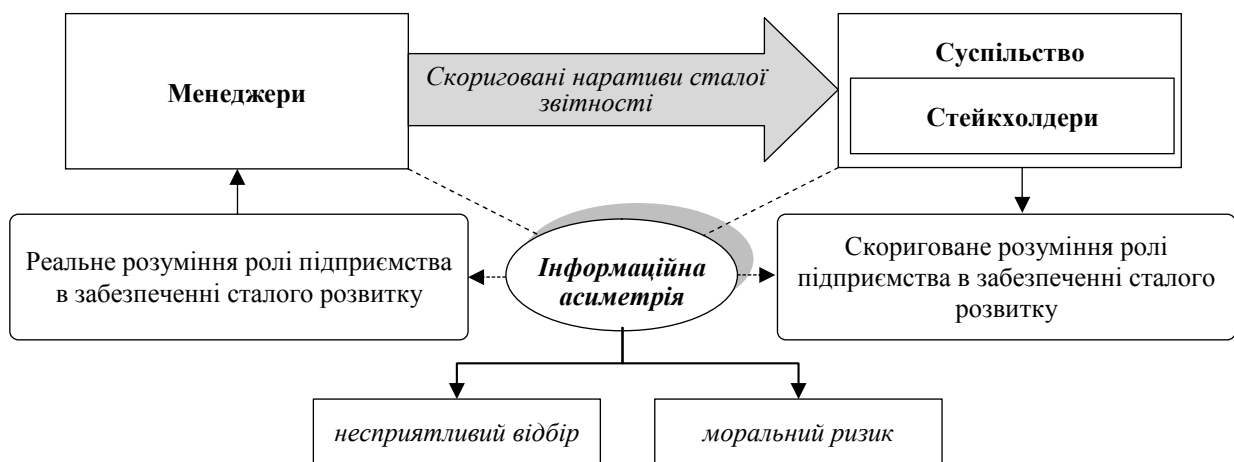 Менеджери
Скориговані наративи сталої
звітності
Суспільство
Стейкхолдери
Реальне розуміння ролі підприємства
в забезпеченні сталого розвитку
Інформаційна
асиметрія
Скориговане розуміння ролі
підприємства в забезпеченні сталого
розвитку
несприятливий відбір
моральний ризик